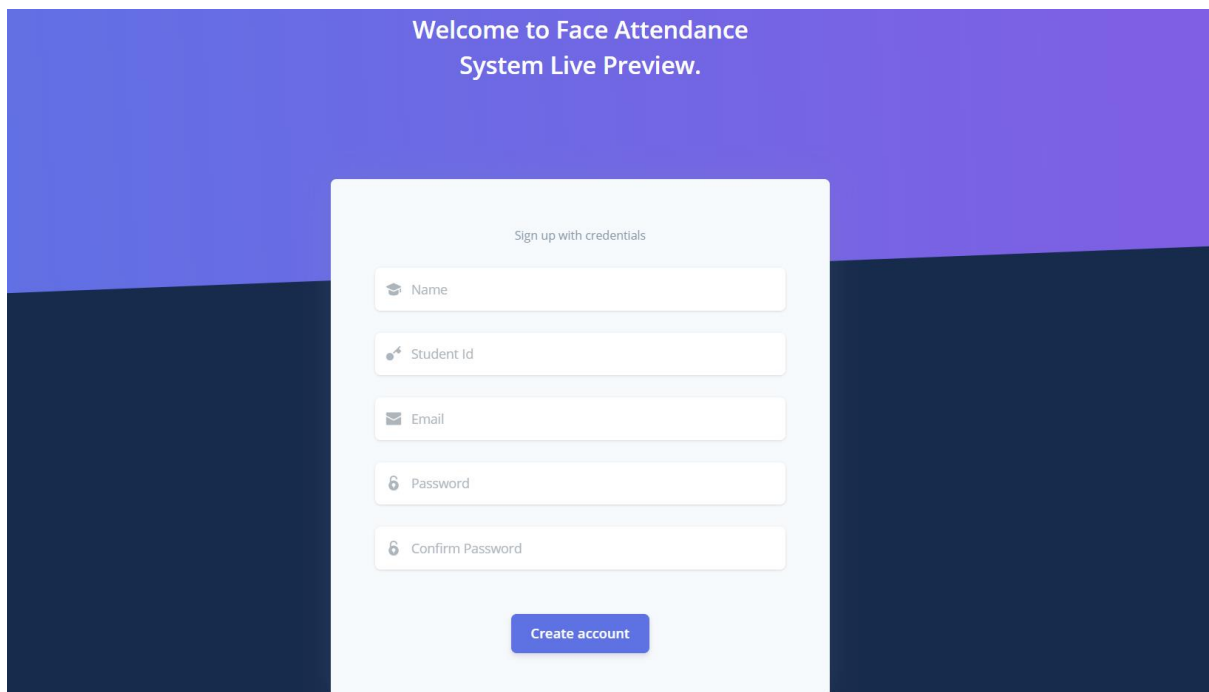 Welcome to Face Attendance
System Live Preview.
Sign up with credentials
Name
Student Id
Email
Password
Confirm Password
Create account